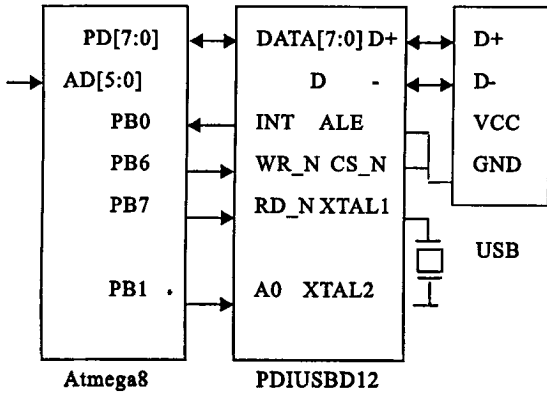 PD[7:0] DATA[7:0] D+ D+
AD[5:0] D - D-
PB0 INT ALE VCC
PB6 WR_N CS_N GND
PB7 RD_N XTAL1
USB
PB1 A0 XTAL2
Atmega8 PDIUSBD12